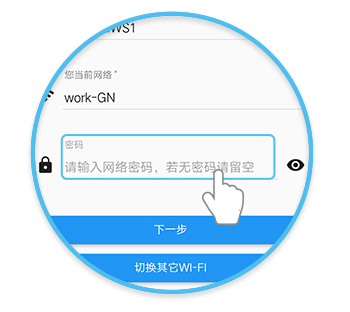 WS1
您当前网络*
work-GN
密码
请输入网络密码，若无密码请留空
下一步
切换其它WI-FI